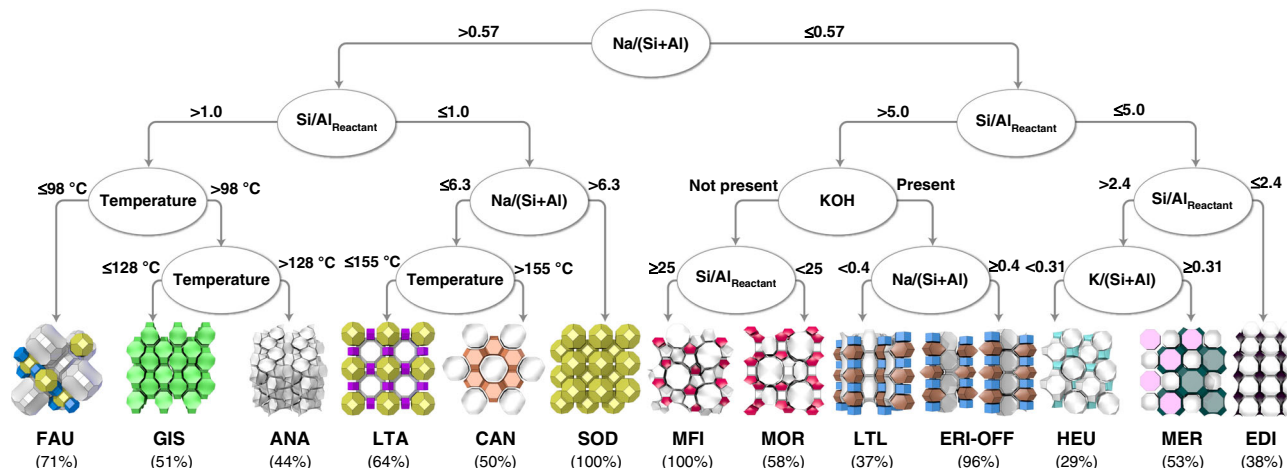 >0.57
Na/(Si+Al)
≤0.57
>1.0
Si/AlReactant
≤1.0
>5.0
Si/AlReactant
≤5.0
≤98 °C
Temperature
>98 °C
≤6.3
Na/(Si+Al)
>6.3
Not present
KOH
Present
>2.4
Si/AlReactant
≤2.4
≤128 °C
Temperature
>128 °C
≤155 °C
Temperature
>155 °C
≥25
Si/AlReactant
<25
<0.4
Na/(Si+Al)
≥0.4
<0.31
K/(Si+Al)
≥0.31
FAU GIS ANA LTA CAN SOD MFI MOR LTL ERI-OFF HEU MER EDI
(71%) (51%) (44%) (64%) (50%) (100%) (100%) (58%) (37%) (96%) (29%) (53%) (38%)